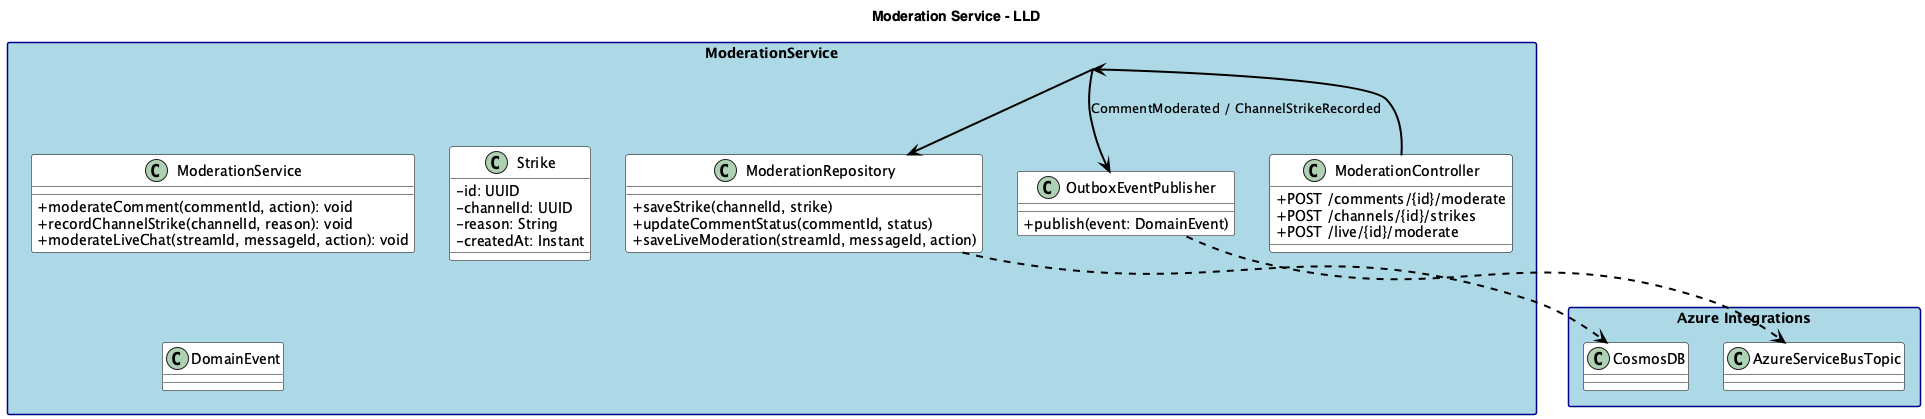 Moderation Service - LLD
ModerationService
CommentModerated / ChannelStrikeRecorded
C ModerationService
+moderateComment(commentId, action): void
+recordChannelStrike(channelId, reason): void
+moderateLiveChat(streamId, messageId, action): void
C Strike
-id: UUID
-channelId: UUID
-reason: String
-createdAt: Instant
C ModerationRepository
+saveStrike(channelId, strike)
+updateCommentStatus(commentId, status)
+saveLiveModeration(streamId, messageId, action)
C OutboxEventPublisher
+publish(event: DomainEvent)
C ModerationController
+POST /comments/{id}/moderate
+POST /channels/{id}/strikes
+POST /live/{id}/moderate
C DomainEvent
Azure Integrations
C CosmosDB
C AzureServiceBusTopic